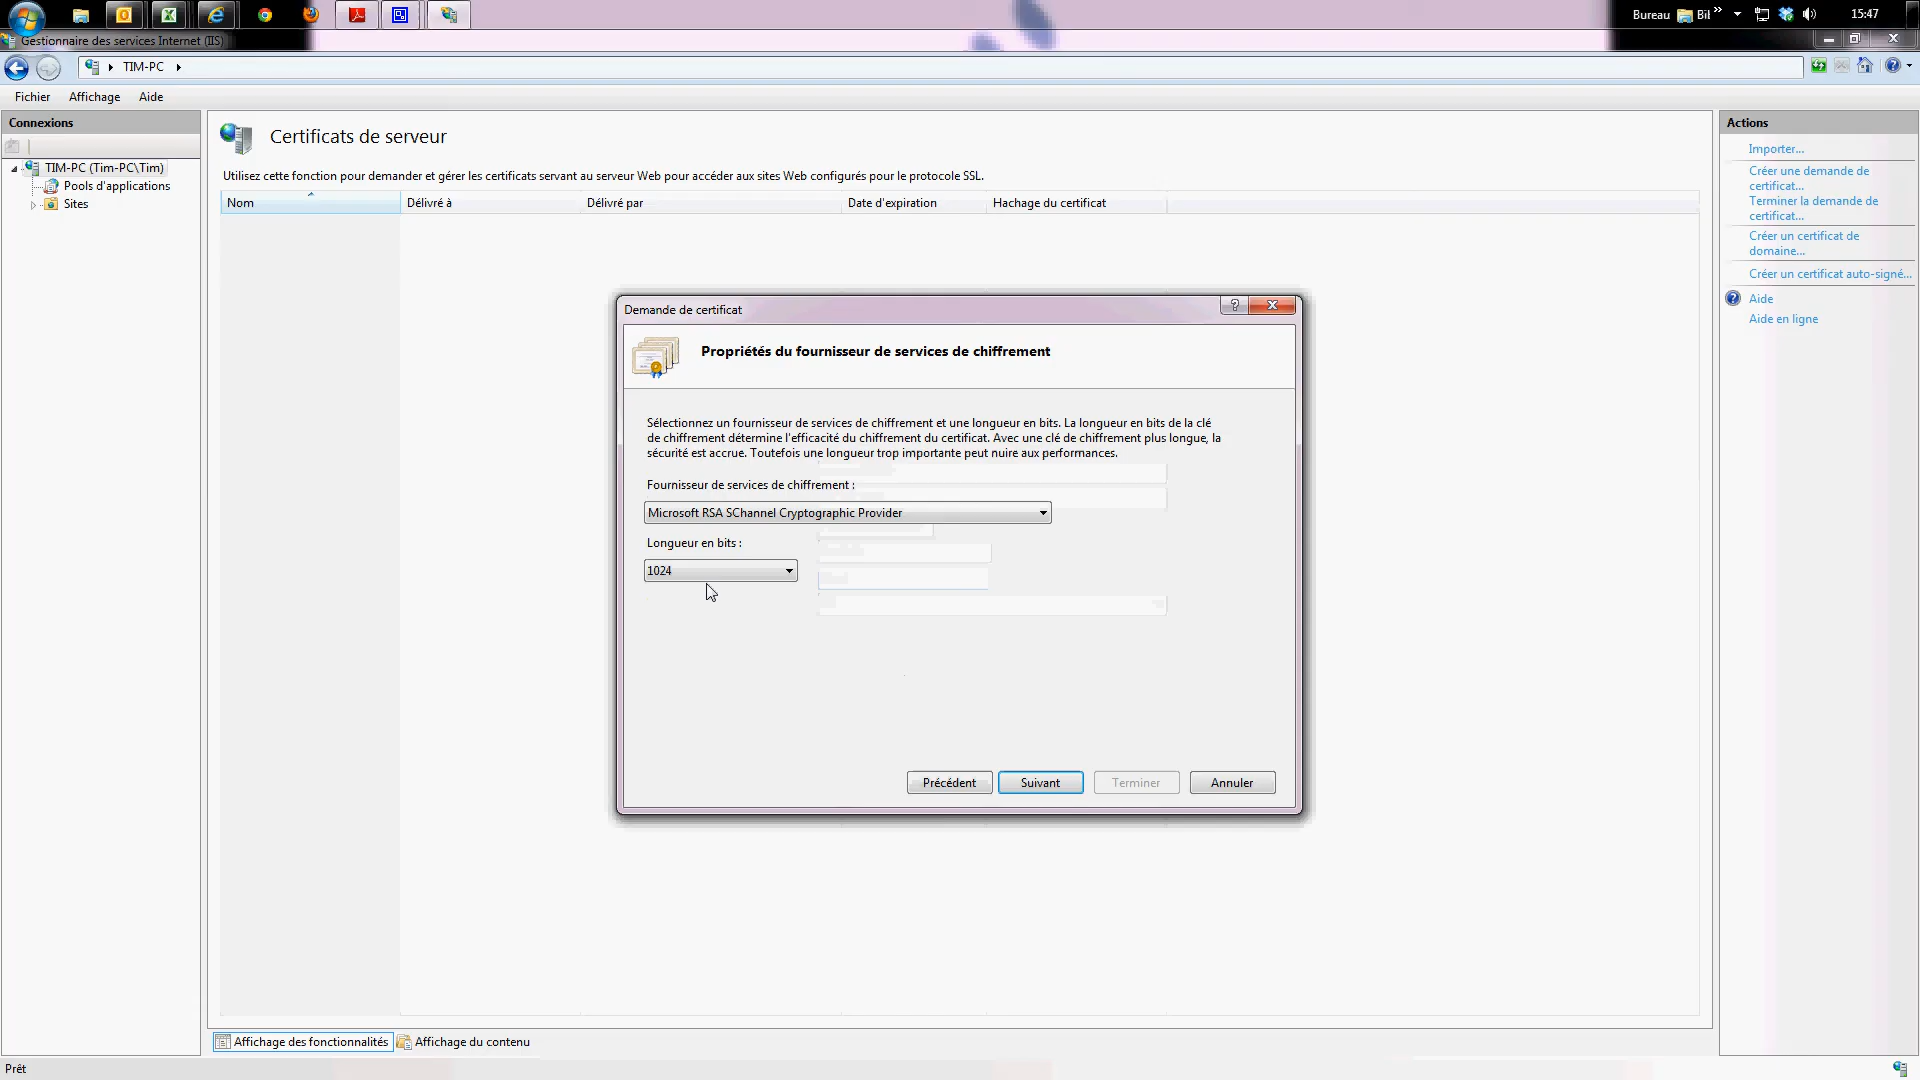 Bureau
Bil
15:47
Gestionnaire des services Internet (IIS)
TIM-PC
Fichier
Affichage
Aide
Connexions
TIM-PC (Tim-PC\Tim)
Pools d'applications
Sites
Certificats de serveur
Utilisez cette fonction pour demander et gérer les certificats servant au serveur Web pour accéder aux sites Web configurés pour le protocole SSL.
Nom
Délivré à
Délivré par
Date d'expiration
Hachage du certificat
Demande de certificat
Propriétés du fournisseur de services de chiffrement
Sélectionnez un fournisseur de services de chiffrement et une longueur en bits. La longueur en bits de la clé
de chiffrement détermine l'efficacité du chiffrement du certificat. Avec une clé de chiffrement plus longue, la
sécurité est accrue. Toutefois une longueur trop importante peut nuire aux performances.
Fournisseur de services de chiffrement :
Microsoft RSA SChannel Cryptographic Provider
Longueur en bits :
1024
Précédent
Suivant
Terminer
Annuler
Actions
Importer...
Créer une demande de
certificat...
Terminer la demande de
certificat...
Créer un certificat de
domaine...
Créer un certificat auto-signé...
Aide
Aide en ligne
Affichage des fonctionnalités
Affichage du contenu
Prêt